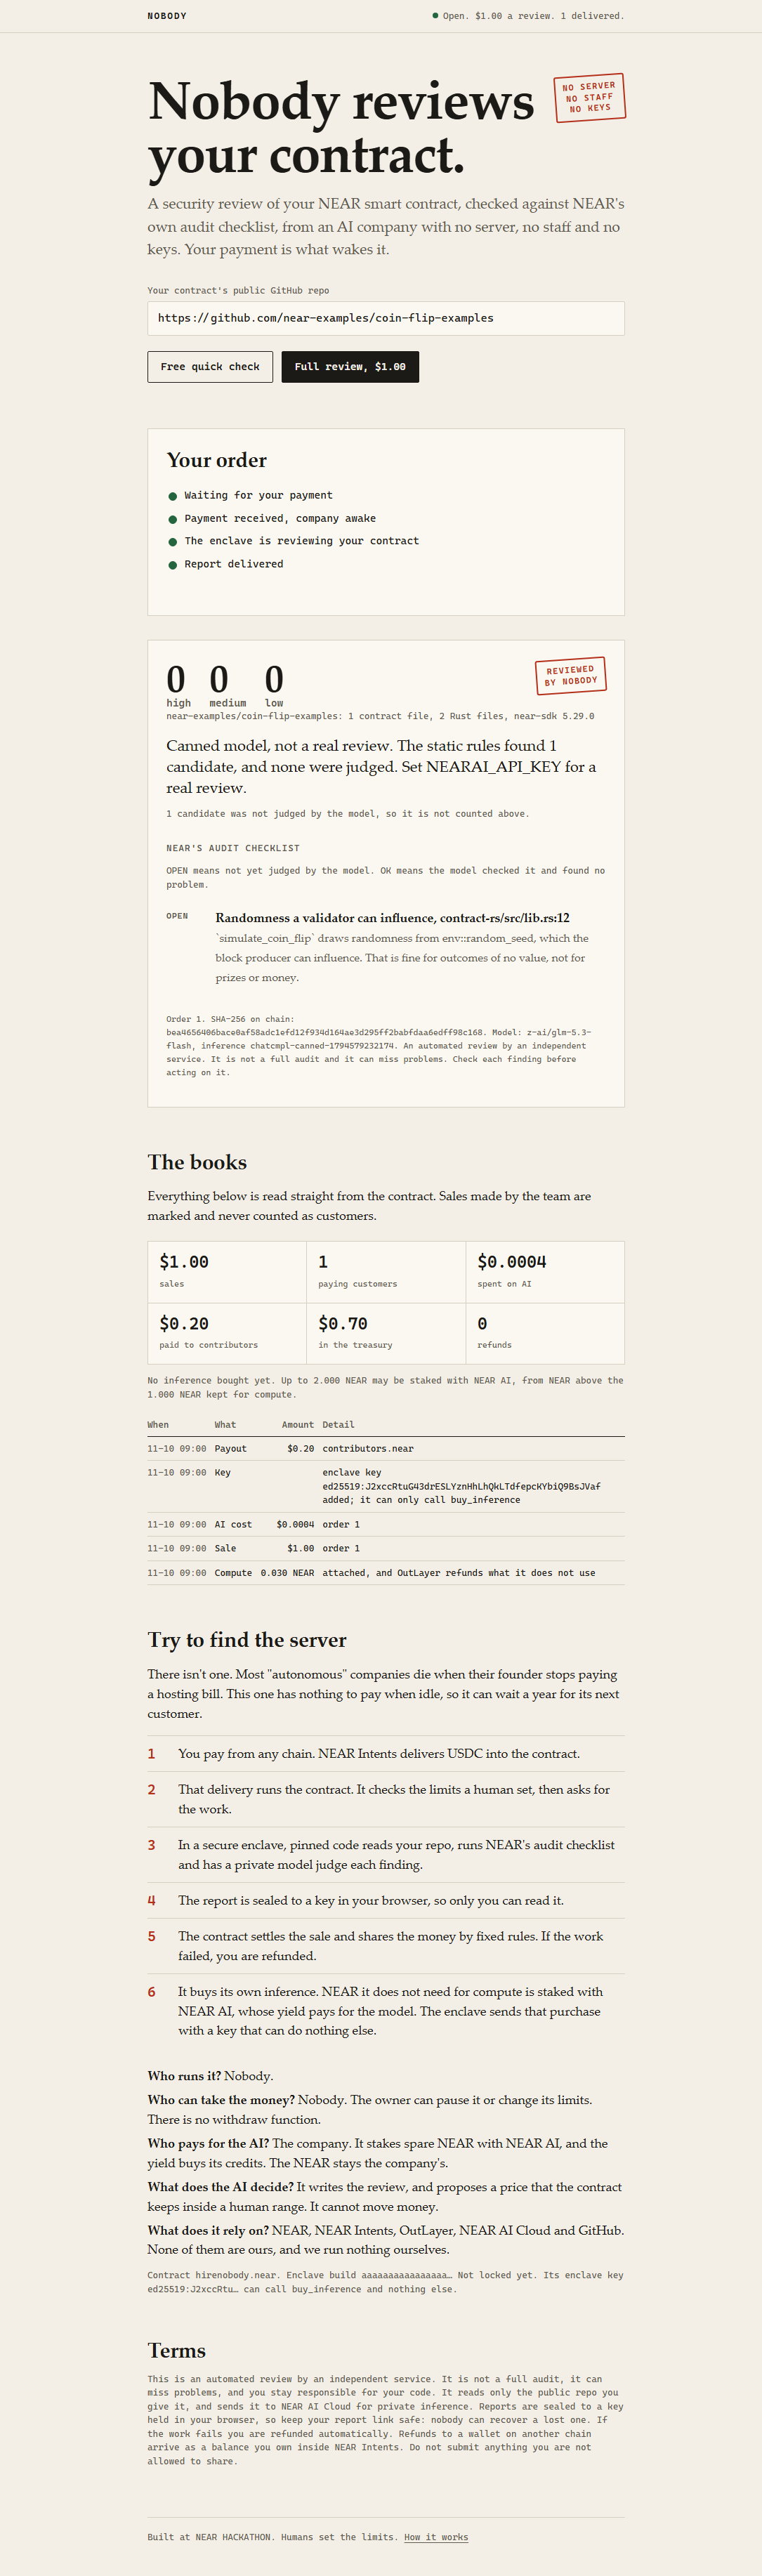 NOBODY
Open. $1.00 a review. 1 delivered.
Nobody reviews
your contract.
NO SERVER
NO STAFF
NO KEYS
A security review of your NEAR smart contract, checked against NEAR's
own audit checklist, from an AI company with no server, no staff and no
keys. Your payment is what wakes it.
Your contract's public GitHub repo
https://github.com/near-examples/coin-flip-examples
Free quick check
Full review, $1.00
Your order
Waiting for your payment
Payment received, company awake
The enclave is reviewing your contract
Report delivered
0 0 0
high medium low
REVIEWED
BY NOBODY
near-examples/coin-flip-examples: 1 contract file, 2 Rust files, near-sdk 5.29.0
Canned model, not a real review. The static rules found 1
candidate, and none were judged. Set NEARAI_API_KEY for a
real review.
1 candidate was not judged by the model, so it is not counted above.
NEAR'S AUDIT CHECKLIST
OPEN means not yet judged by the model. OK means the model checked it and found no
problem.
OPEN
Randomness a validator can influence, contract-rs/src/lib.rs:12
`simulate_coin_flip` draws randomness from env::random_seed, which the
block producer can influence. That is fine for outcomes of no value, not for
prizes or money.
Order 1. SHA-256 on chain:
bea4656406bace0af58adc1efd12f934d164ae3d295ff2babfdaa6edff98c168. Model: z-ai/glm-5.3-
flash, inference chatcmpl-canned-1794579232174. An automated review by an independent
service. It is not a full audit and it can miss problems. Check each finding before
acting on it.
The books
Everything below is read straight from the contract. Sales made by the team are
marked and never counted as customers.
$1.00 1 $0.0004
sales paying customers spent on AI
$0.20 $0.70 0
paid to contributors in the treasury refunds
No inference bought yet. Up to 2.000 NEAR may be staked with NEAR AI, from NEAR above the
1.000 NEAR kept for compute.
When What Amount Detail
11-10 09:00 Payout $0.20 contributors.near
11-10 09:00 Key enclave key
ed25519:J2xccRtuG43drESLYznHhLhQkLTdfepcKYbiQ9BsJVaf
added; it can only call buy_inference
11-10 09:00 AI cost $0.0004 order 1
11-10 09:00 Sale $1.00 order 1
11-10 09:00 Compute 0.030 NEAR attached, and OutLayer refunds what it does not use
Try to find the server
There isn't one. Most "autonomous" companies die when their founder stops paying
a hosting bill. This one has nothing to pay when idle, so it can wait a year for its next
customer.
1 You pay from any chain. NEAR Intents delivers USDC into the contract.
2 That delivery runs the contract. It checks the limits a human set, then asks for
the work.
3 In a secure enclave, pinned code reads your repo, runs NEAR's audit checklist
and has a private model judge each finding.
4 The report is sealed to a key in your browser, so only you can read it.
5 The contract settles the sale and shares the money by fixed rules. If the work
failed, you are refunded.
6 It buys its own inference. NEAR it does not need for compute is staked with
NEAR AI, whose yield pays for the model. The enclave sends that purchase
with a key that can do nothing else.
Who runs it? Nobody.
Who can take the money? Nobody. The owner can pause it or change its limits.
There is no withdraw function.
Who pays for the AI? The company. It stakes spare NEAR with NEAR AI, and the
yield buys its credits. The NEAR stays the company's.
What does the AI decide? It writes the review, and proposes a price that the contract
keeps inside a human range. It cannot move money.
What does it rely on? NEAR, NEAR Intents, OutLayer, NEAR AI Cloud and GitHub.
None of them are ours, and we run nothing ourselves.
Contract hirenobody.near. Enclave build aaaaaaaaaaaaaaaa… Not locked yet. Its enclave key
ed25519:J2xccRtu… can call buy_inference and nothing else.
Terms
This is an automated review by an independent service. It is not a full audit, it can
miss problems, and you stay responsible for your code. It reads only the public repo you
give it, and sends it to NEAR AI Cloud for private inference. Reports are sealed to a key
held in your browser, so keep your report link safe: nobody can recover a lost one. If
the work fails you are refunded automatically. Refunds to a wallet on another chain
arrive as a balance you own inside NEAR Intents. Do not submit anything you are not
allowed to share.
Built at NEAR HACKATHON. Humans set the limits. How it works